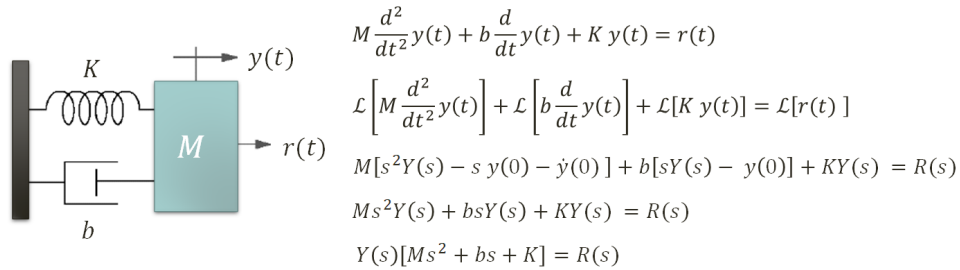 K
y(t)
M
r(t)
b
M d²/dt² y(t) + b d/dt y(t) + K y(t) = r(t)
ℒ[M d²/dt² y(t)] + ℒ[b d/dt y(t)] + ℒ[K y(t)] = ℒ[r(t) ]
M[s²Y(s) − s y(0) − ẏ(0) ] + b[sY(s) − y(0)] + KY(s) = R(s)
Ms²Y(s) + bsY(s) + KY(s) = R(s)
Y(s)[Ms² + bs + K] = R(s)